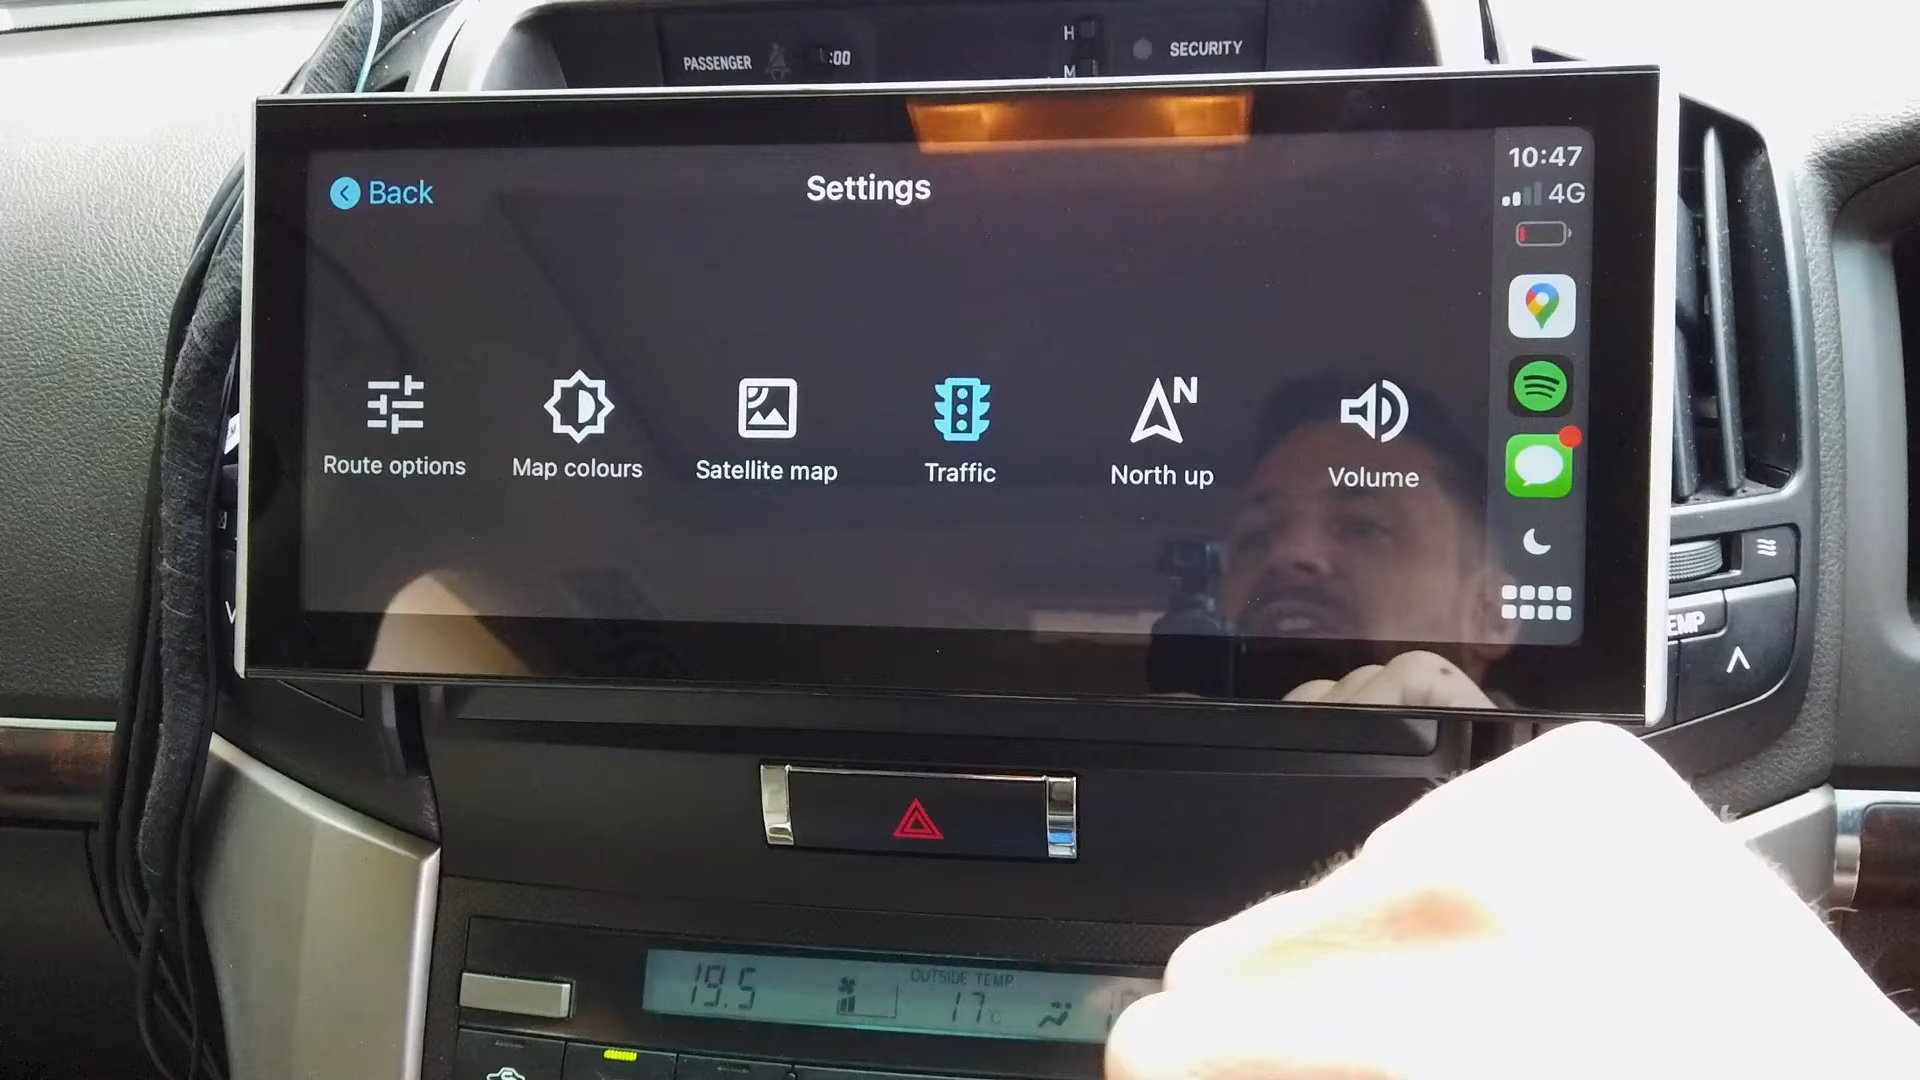 PASSENGER
:00
H
M
SECURITY
Back
Settings
10:47
4G
Route options
Map colours
Satellite map
Traffic
N
North up
Volume
EMP
19.5
OUTSIDE TEMP
17°C